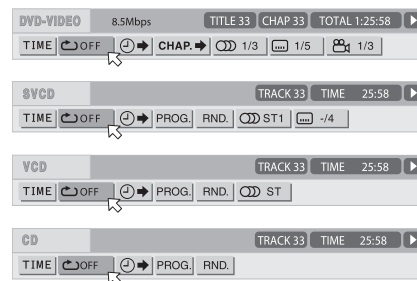 DVD-VIDEO 8.5Mbps TITLE 33 CHAP 33 TOTAL 1:25:58
TIME OFF CHAP. 1/3 1/5 1/3
SVCD TRACK 33 TIME 25:58
TIME OFF PROG. RND. ST1 -/4
VCD TRACK 33 TIME 25:58
TIME OFF PROG. RND. ST
CD TRACK 33 TIME 25:58
TIME OFF PROG. RND.